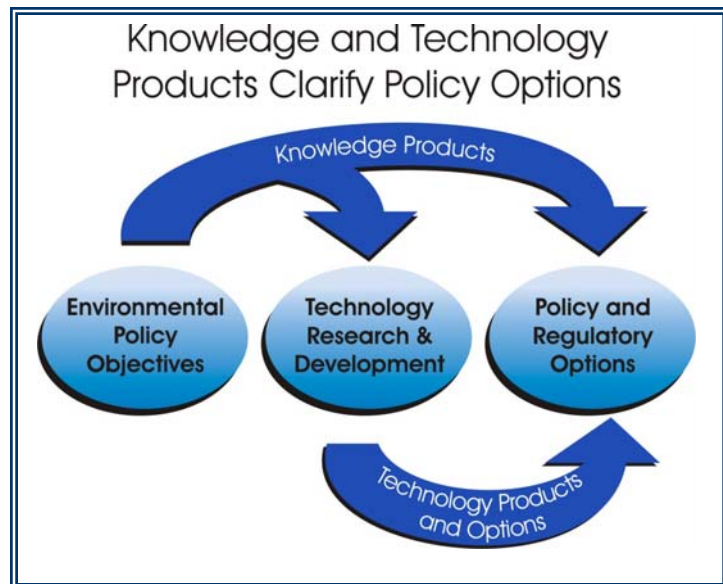 Knowledge and Technology
Products Clarify Policy Options
Knowledge Products
Environmental
Policy
Objectives
Technology
Research &
Development
Policy and
Regulatory
Options
Technology Products
and Options